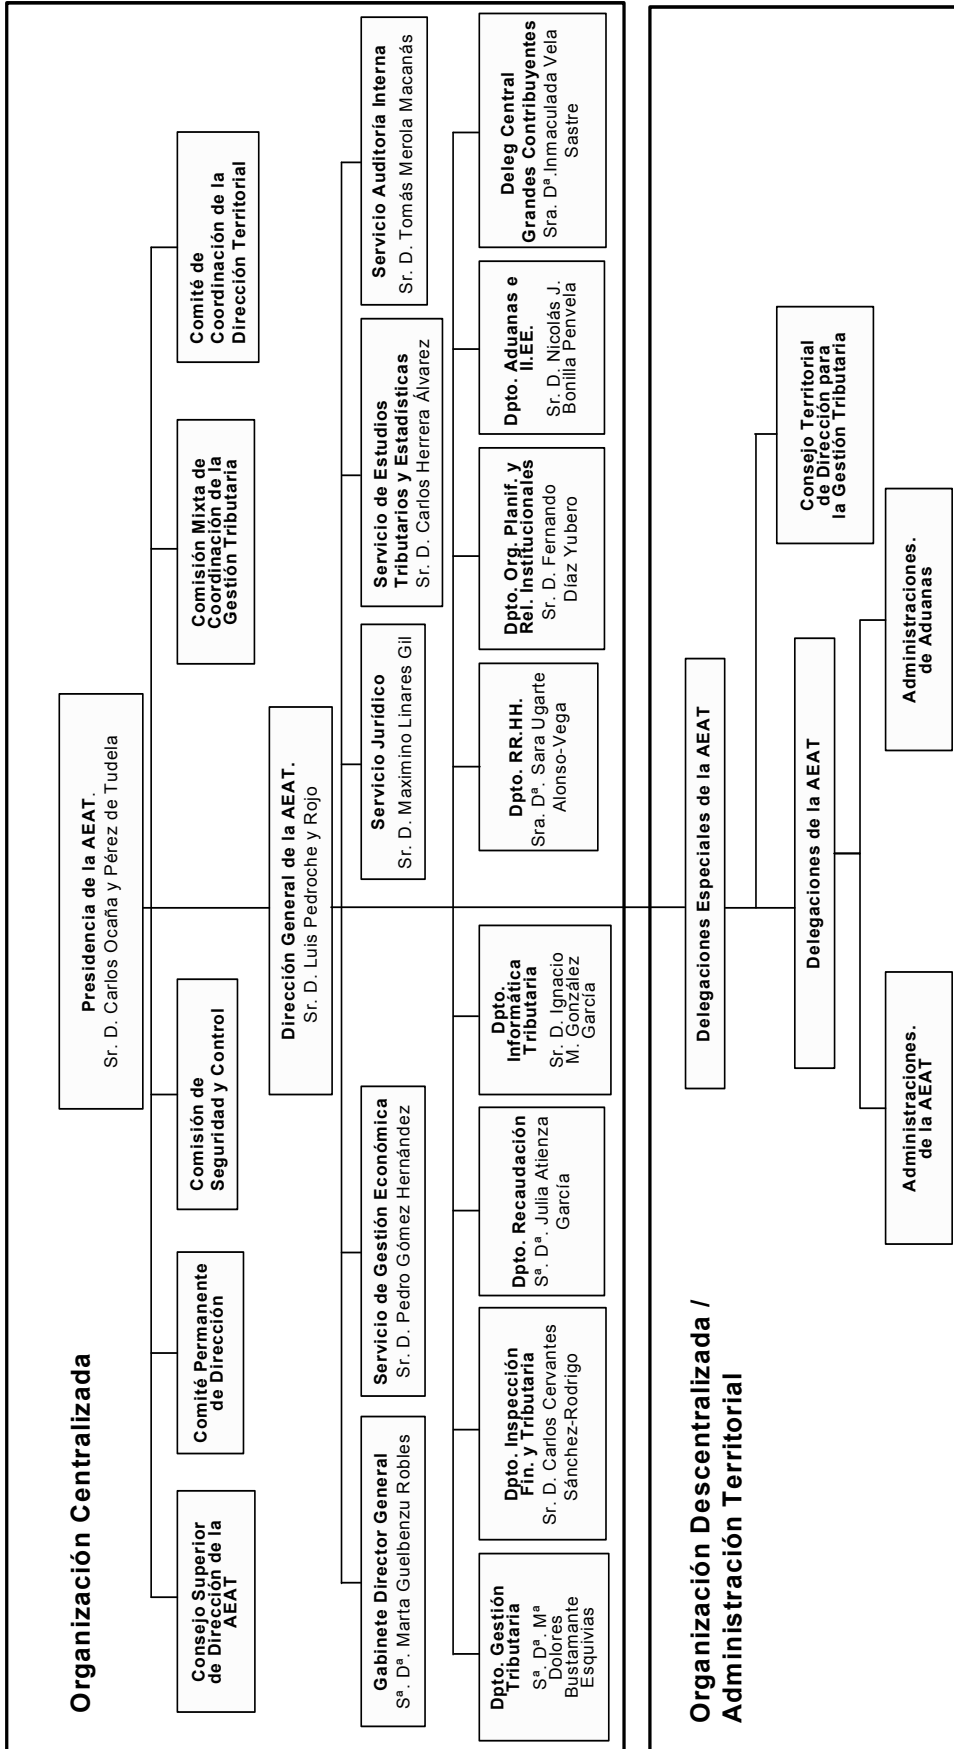 Organización Centralizada
Presidencia de la AEAT.
Sr. D. Carlos Ocaña y Pérez de Tudela
Consejo Superior
de Dirección de la
AEAT
Comité Permanente
de Dirección
Comisión de
Seguridad y Control
Comisión Mixta de
Coordinación de la
Gestión Tributaria
Comité de
Coordinación de la
Dirección Territorial
Dirección General de la AEAT.
Sr. D. Luis Pedroche y Rojo
Gabinete Director General
Sª. Dª. Marta Guelbenzu Robles
Servicio de Gestión Económica
Sr. D. Pedro Gómez Hernández
Servicio Jurídico
Sr. D. Maximino Linares Gil
Servicio de Estudios
Tributarios y Estadísticas
Sr. D. Carlos Herrera Álvarez
Servicio Auditoría Interna
Sr. D. Tomás Merola Macanás
Dpto. Gestión
Tributaria
Sª. Dª. Mª
Dolores
Bustamante
Esquivias
Dpto. Inspección
Fin. y Tributaria
Sr. D. Carlos Cervantes
Sánchez-Rodrigo
Dpto. Recaudación
Sª. Dª. Julia Atienza
García
Dpto.
Informática
Tributaria
Sr. D. Ignacio
M. González
García
Dpto. RR.HH.
Sra. Dª. Sara Ugarte
Alonso-Vega
Dpto. Org. Planif. y
Rel. Institucionales
Sr. D. Fernando
Díaz Yubero
Dpto. Aduanas e
II.EE.
Sr. D. Nicolás J.
Bonilla Penvela
Deleg Central
Grandes Contribuyentes
Sra. Dª.Inmaculada Vela
Sastre
Organización Descentralizada /
Administración Territorial
Delegaciones Especiales de la AEAT
Consejo Territorial
de Dirección para
la Gestión Tributaria
Delegaciones de la AEAT
Administraciones.
de la AEAT
Administraciones.
de Aduanas